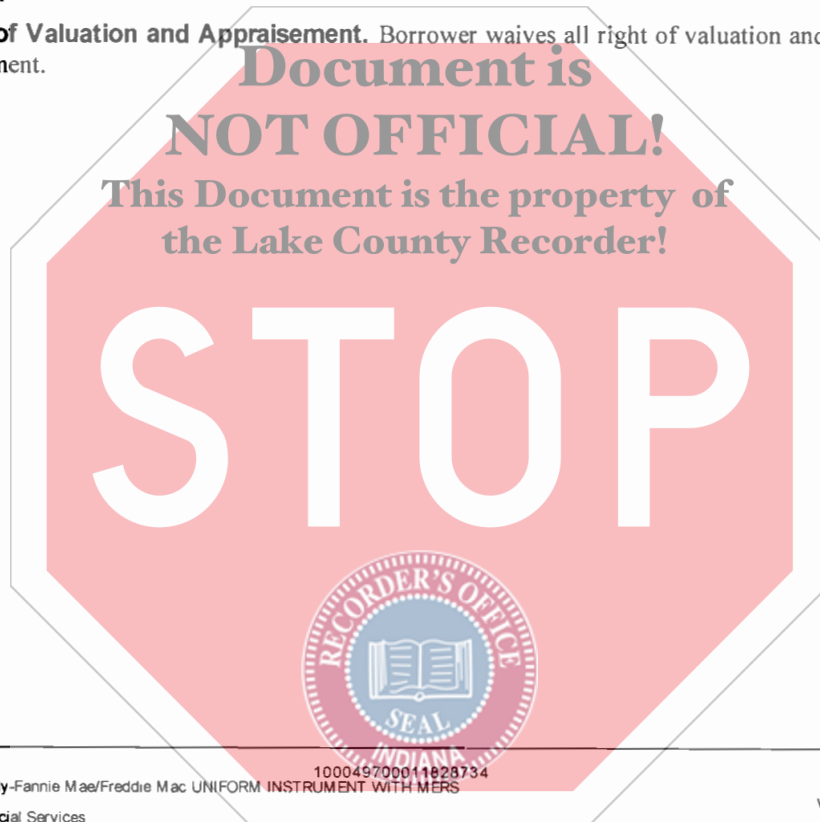 of Valuation and Appraisement. Borrower waives all right of valuation and
ment.
Document is
NOT OFFICIAL!
This Document is the property of
the Lake County Recorder!
STOP
RECORDER'S OFFICE
SEAL
INDIANA
100049700011828734
y-Fannie Mae/Freddie Mac UNIFORM INSTRUMENT WITH MERS
cial Services